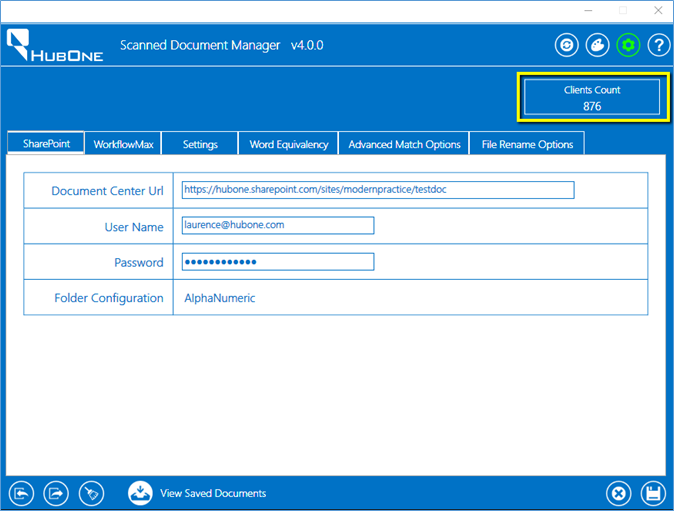 HUBONE
Scanned Document Manager v4.0.0
?
Clients Count
876
SharePoint WorkflowMax Settings Word Equivalency Advanced Match Options File Rename Options
Document Center Url https://hubone.sharepoint.com/sites/modernpractice/testdoc
User Name laurence@hubone.com
Password ●●●●●●●●●●●●
Folder Configuration AlphaNumeric
View Saved Documents